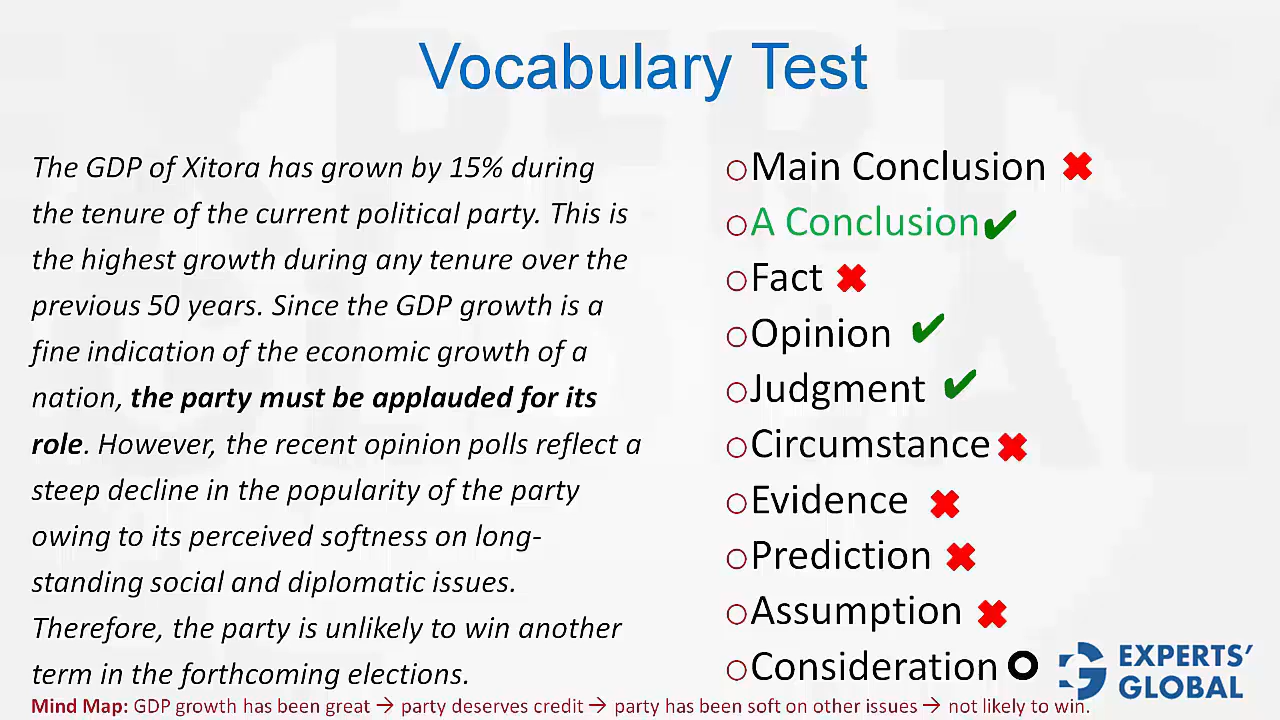 Vocabulary Test
The GDP of Xitora has grown by 15% during
the tenure of the current political party. This is
the highest growth during any tenure over the
previous 50 years. Since the GDP growth is a
fine indication of the economic growth of a
nation, the party must be applauded for its
role. However, the recent opinion polls reflect a
steep decline in the popularity of the party
owing to its perceived softness on long-
standing social and diplomatic issues.
Therefore, the party is unlikely to win another
term in the forthcoming elections.
Main Conclusion
A Conclusion
Fact
Opinion
Judgment
Circumstance
Evidence
Prediction
Assumption
Consideration
EXPERTS'
GLOBAL
Mind Map: GDP growth has been great → party deserves credit → party has been soft on other issues → not likely to win.